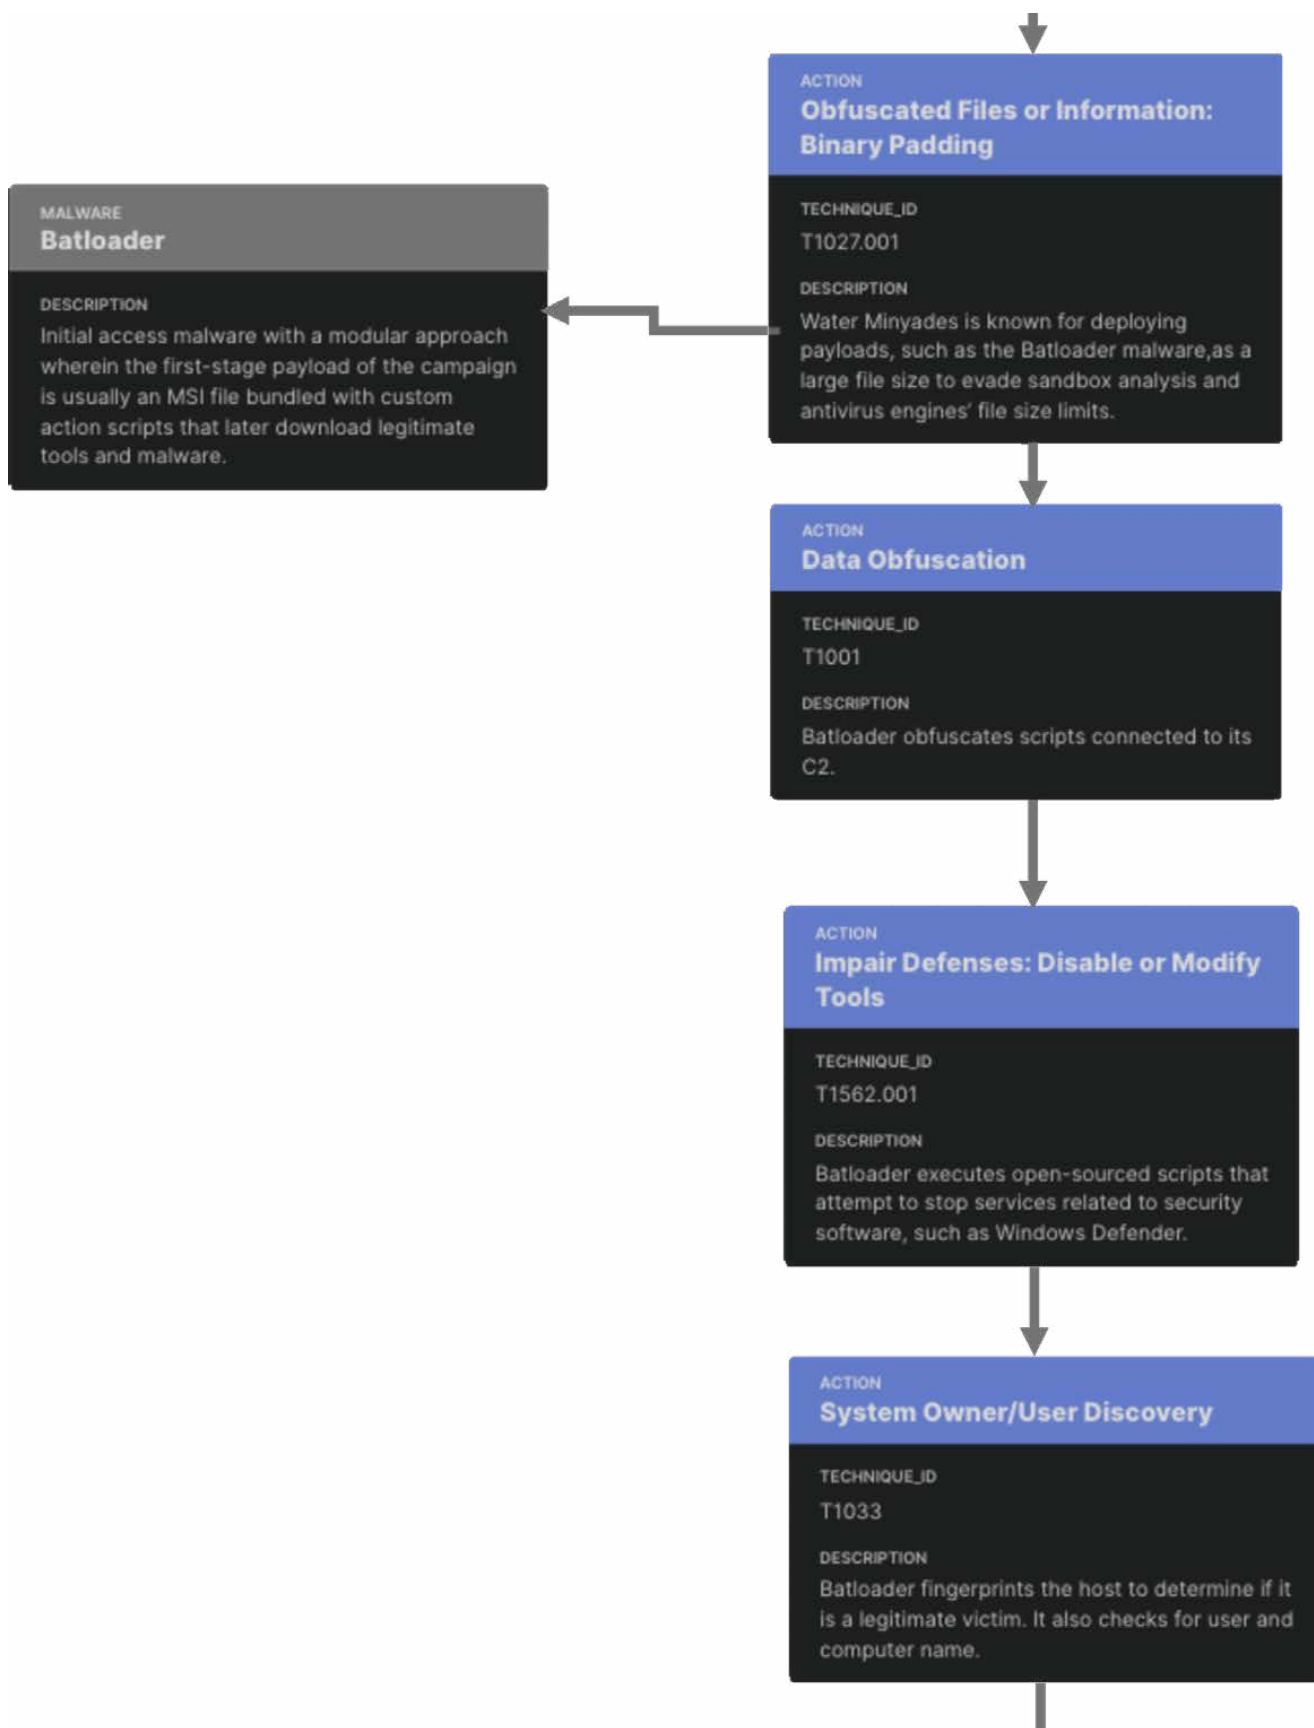 ACTION
Obfuscated Files or Information:
Binary Padding
TECHNIQUE_ID
T1027.001
DESCRIPTION
Water Minyades is known for deploying
payloads, such as the Batloader malware,as a
large file size to evade sandbox analysis and
antivirus engines’ file size limits.
MALWARE
Batloader
DESCRIPTION
Initial access malware with a modular approach
wherein the first-stage payload of the campaign
is usually an MSI file bundled with custom
action scripts that later download legitimate
tools and malware.
ACTION
Data Obfuscation
TECHNIQUE_ID
T1001
DESCRIPTION
Batloader obfuscates scripts connected to its
C2.
ACTION
Impair Defenses: Disable or Modify
Tools
TECHNIQUE_ID
T1562.001
DESCRIPTION
Batloader executes open-sourced scripts that
attempt to stop services related to security
software, such as Windows Defender.
ACTION
System Owner/User Discovery
TECHNIQUE_ID
T1033
DESCRIPTION
Batloader fingerprints the host to determine if it
is a legitimate victim. It also checks for user and
computer name.